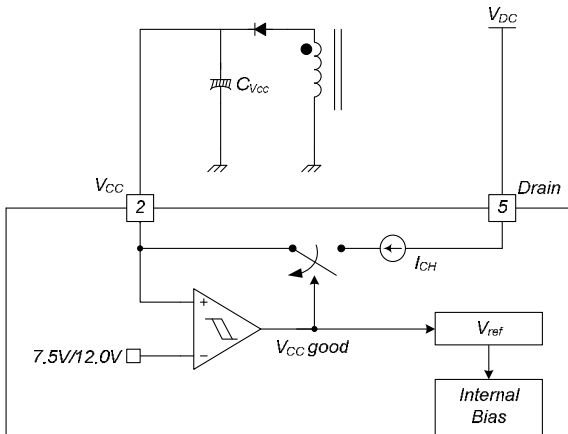 V_DC
C_Vcc
V_CC
Drain
2
5
I_CH
+
7.5V/12.0V
−
V_CC good
V_ref
Internal
Bias